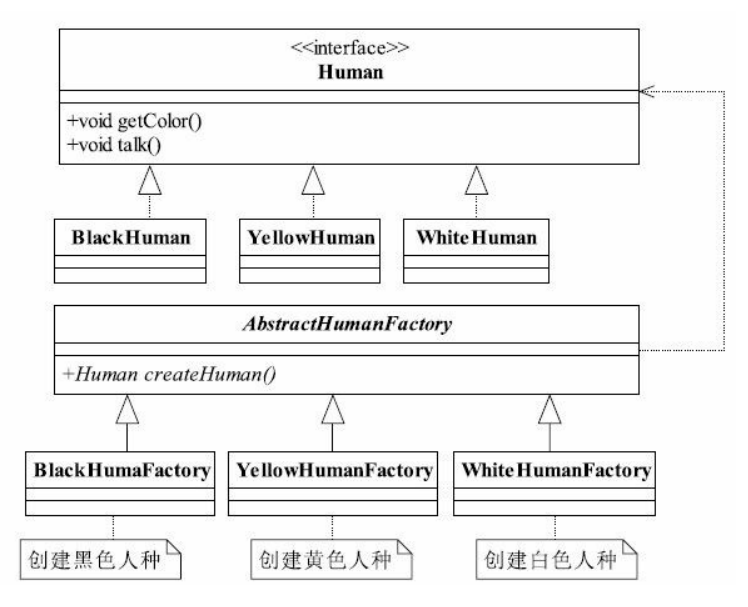 <<interface>>
Human
+void getColor()
+void talk()
BlackHuman YellowHuman WhiteHuman
AbstractHumanFactory
+Human createHuman()
BlackHumaFactory YellowHumanFactory WhiteHumanFactory
创建黑色人种 创建黄色人种 创建白色人种